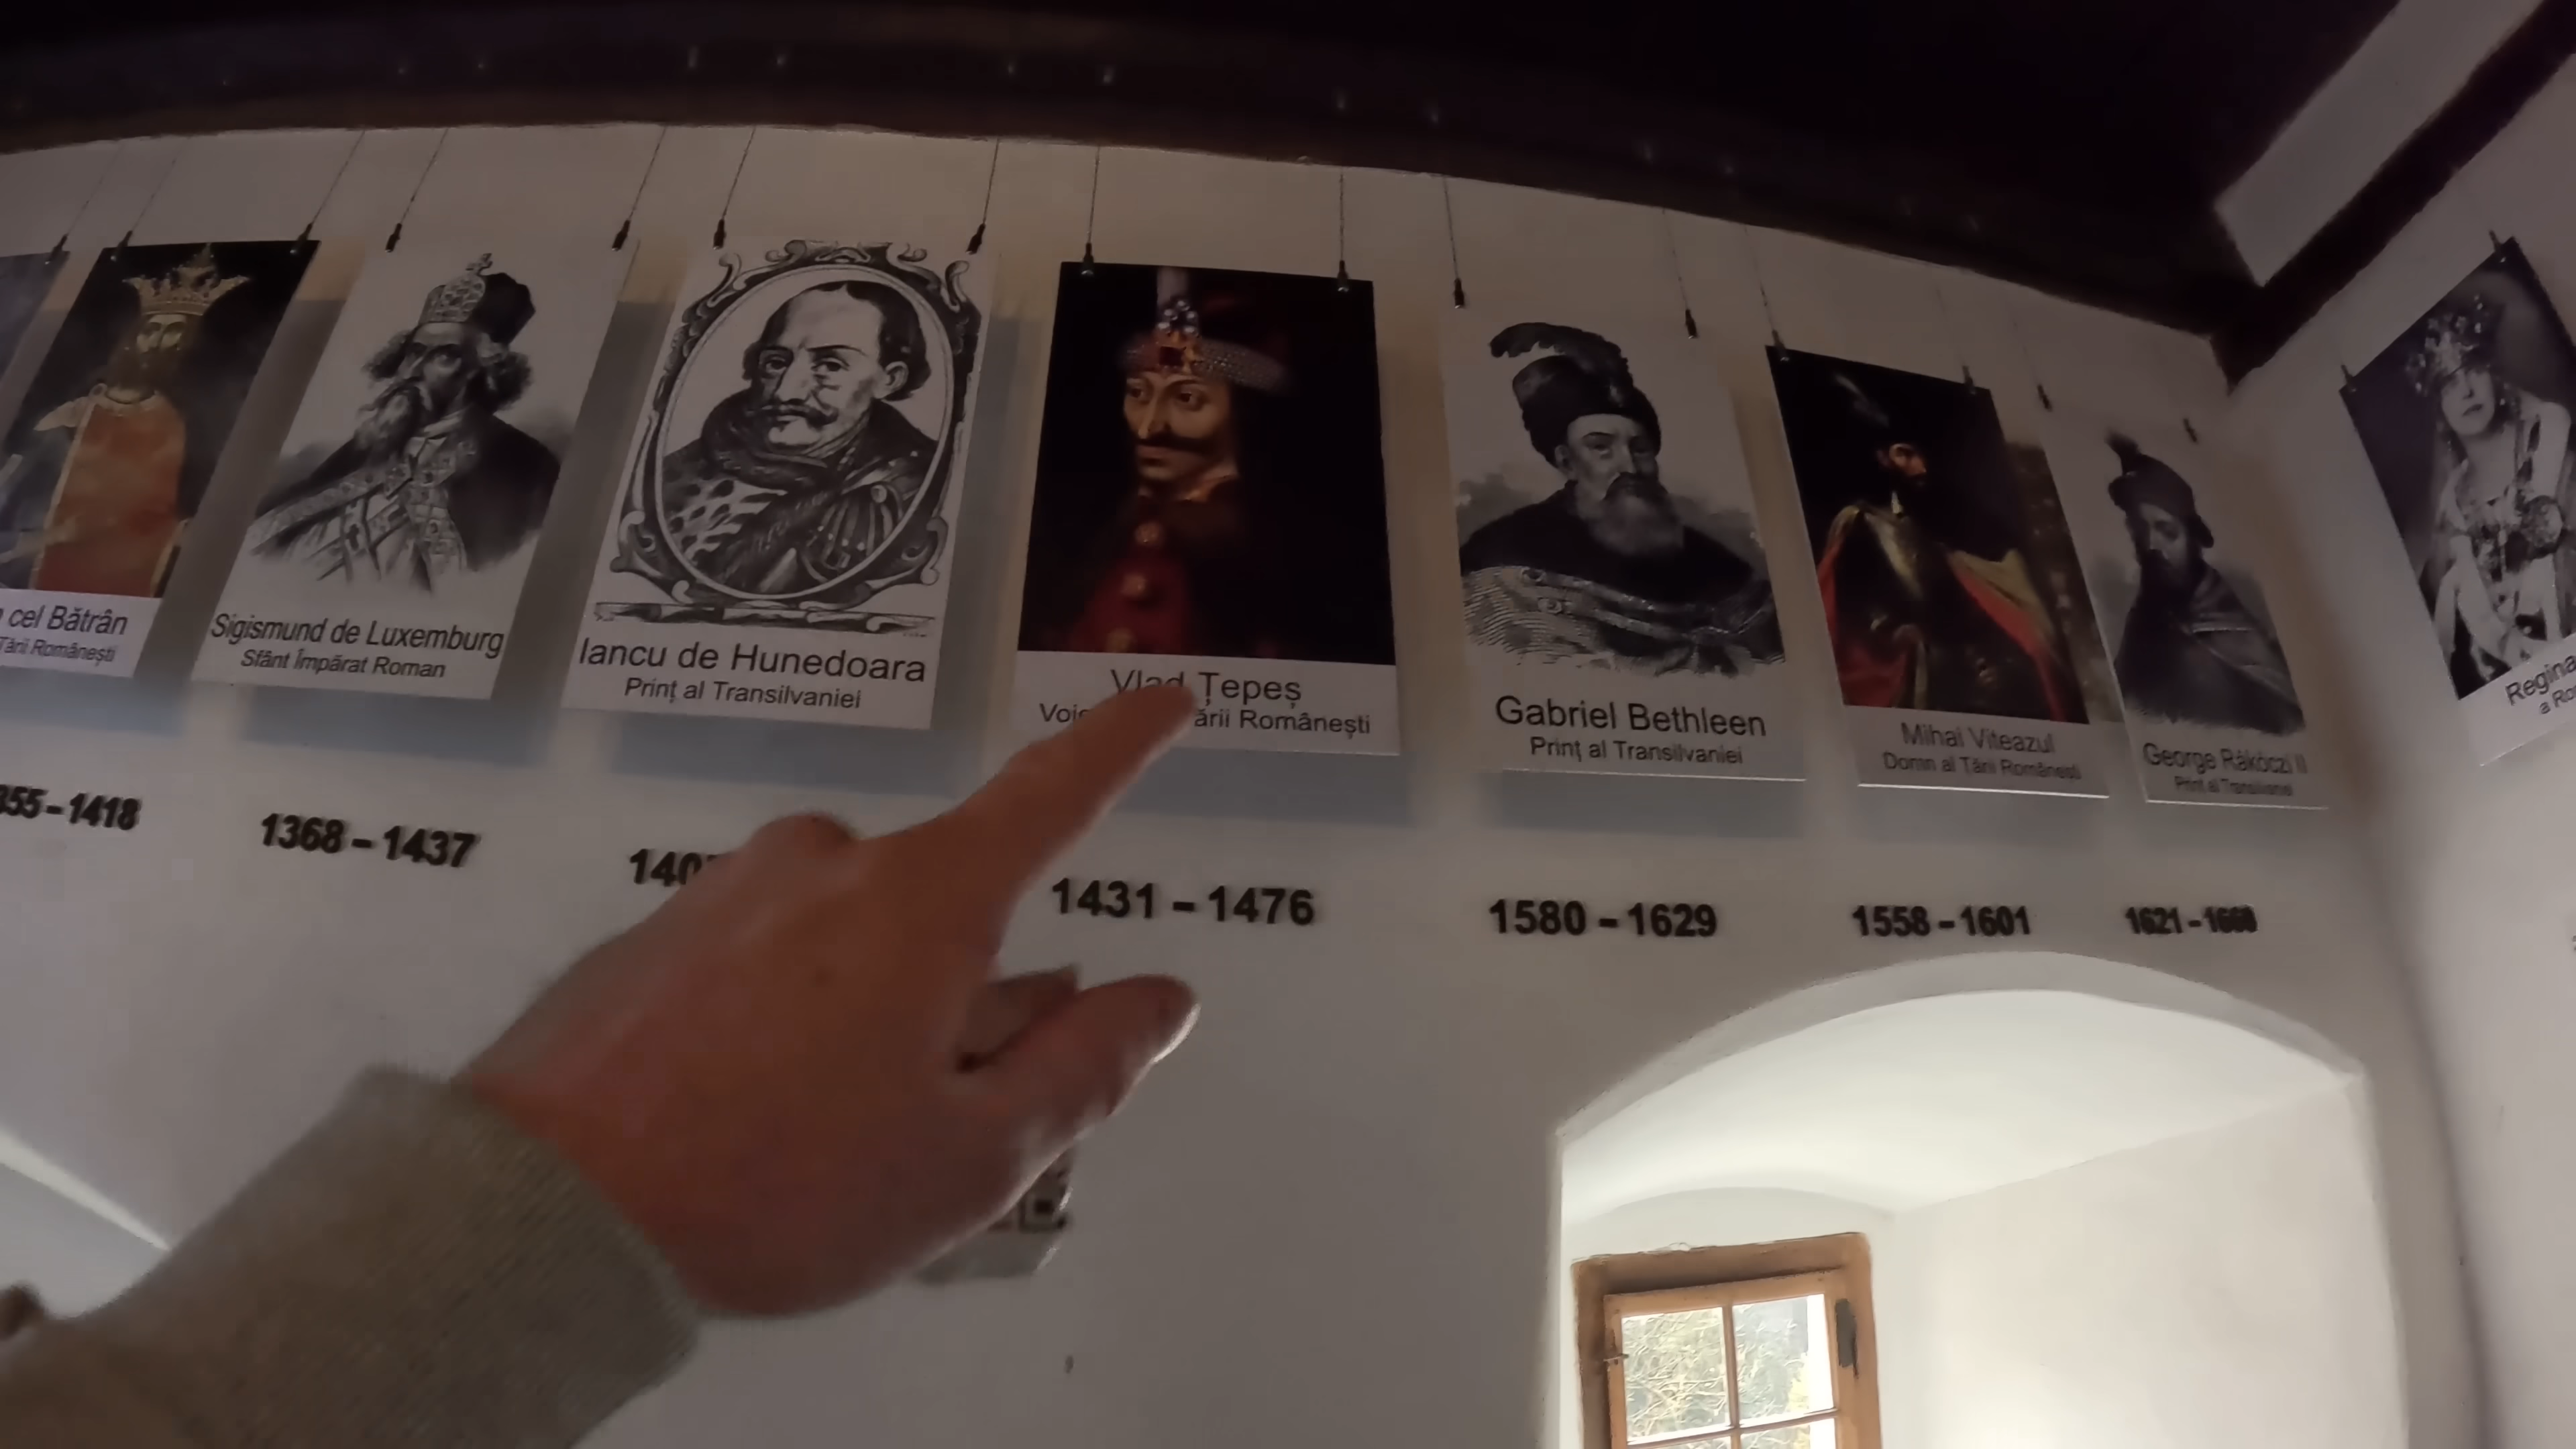 cel Bătrân
Țării Românești
1418
Sigismund de Luxemburg
Sfânt Împărat Roman
1368 – 1437
Iancu de Hunedoara
Prinț al Transilvaniei
Vlad Țepeș
Românești
1431 – 1476
Gabriel Bethleen
Prinț al Transilvaniei
1580 – 1629
Mihai Viteazul
Domn al Țării Românești
1558 – 1601
George Rákóczi II
Prinț al Transilvaniei
1621 –
Regina
a